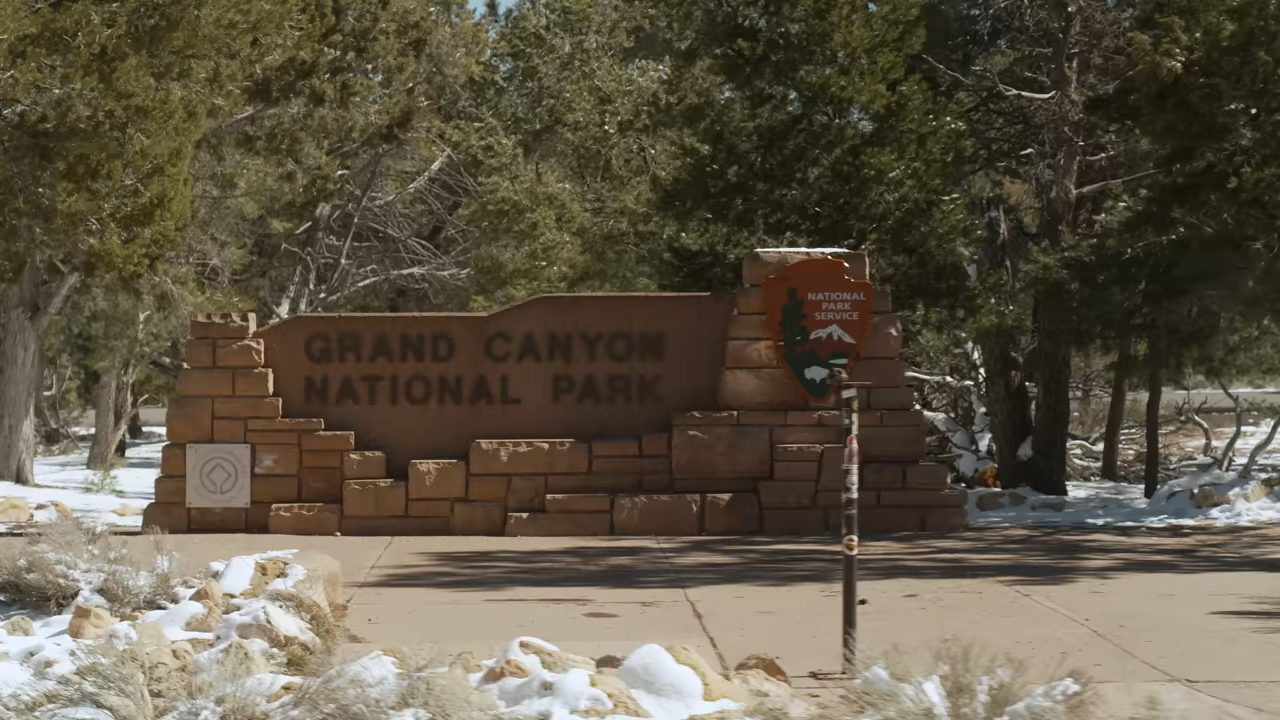 GRAND CANYON
NATIONAL PARK
NATIONAL
PARK
SERVICE